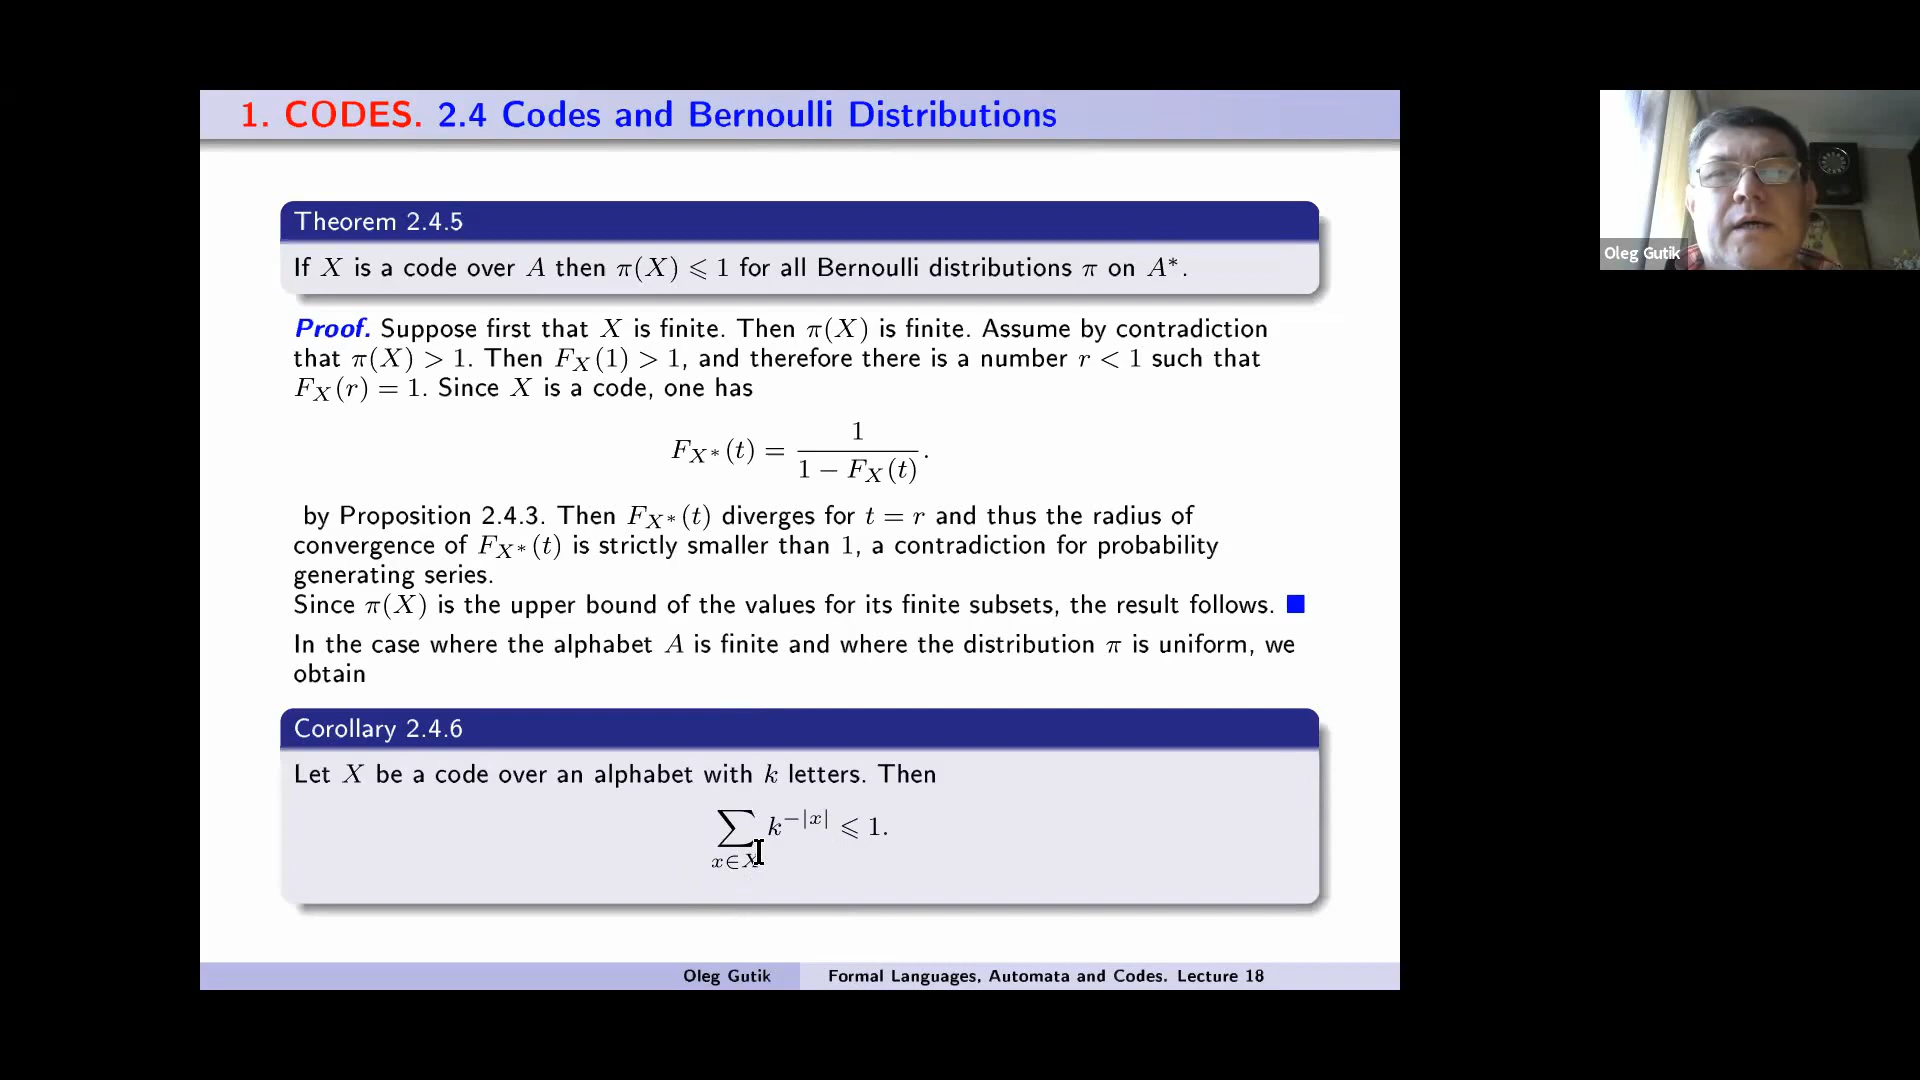 1. CODES. 2.4 Codes and Bernoulli Distributions
Theorem 2.4.5
If X is a code over A then π(X) ⩽ 1 for all Bernoulli distributions π on A*.
Proof. Suppose first that X is finite. Then π(X) is finite. Assume by contradiction
that π(X) > 1. Then F_X(1) > 1, and therefore there is a number r < 1 such that
F_X(r) = 1. Since X is a code, one has
F_{X*}(t) = 1 / (1 − F_X(t)).
by Proposition 2.4.3. Then F_{X*}(t) diverges for t = r and thus the radius of
convergence of F_{X*}(t) is strictly smaller than 1, a contradiction for probability
generating series.
Since π(X) is the upper bound of the values for its finite subsets, the result follows. ■
In the case where the alphabet A is finite and where the distribution π is uniform, we
obtain
Corollary 2.4.6
Let X be a code over an alphabet with k letters. Then
∑_{x∈X} k^{−|x|} ⩽ 1.
Oleg Gutik Formal Languages, Automata and Codes. Lecture 18
Oleg Gutik